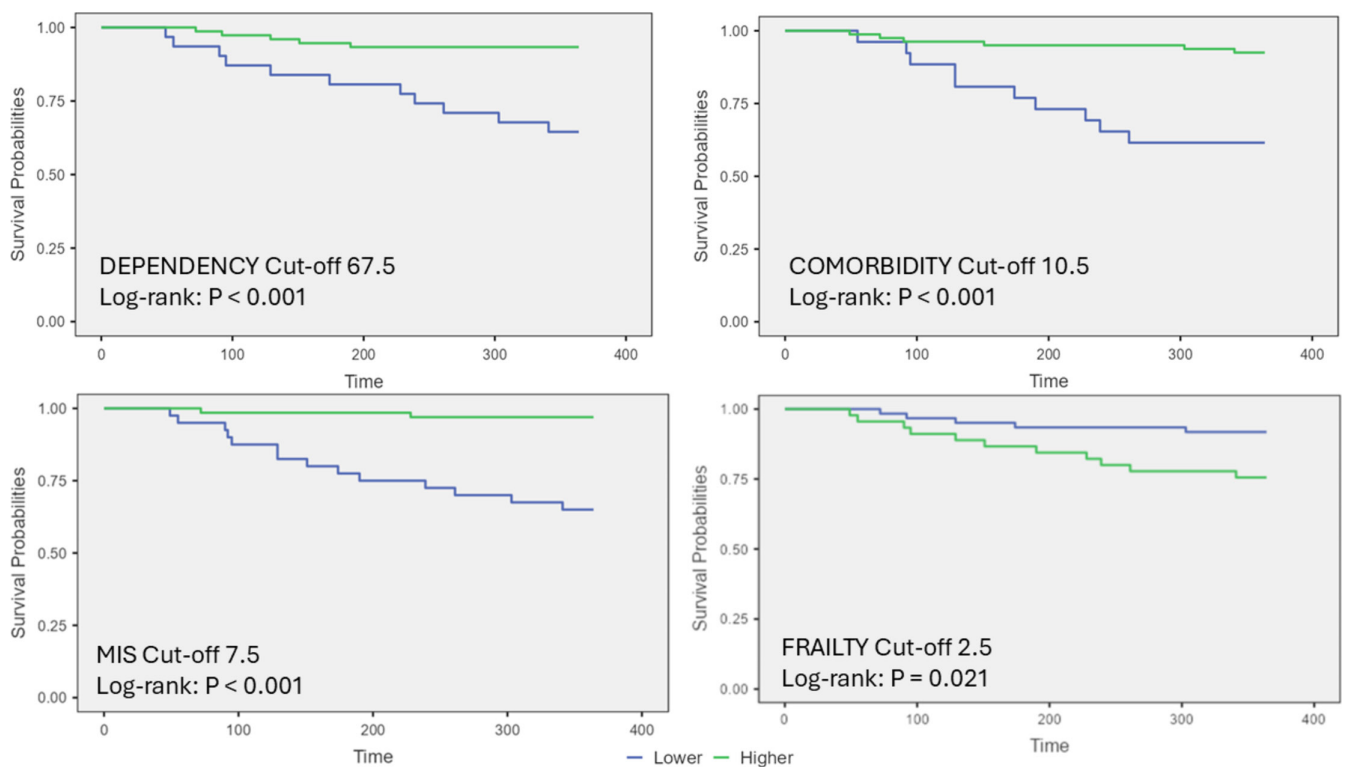 1.00
0.75
0.50
0.25
0.00
Survival Probabilities
DEPENDENCY Cut-off 67.5
Log-rank: P < 0.001
0 100 200 300 400
Time
1.00
0.75
0.50
0.25
0.00
Survival Probabilities
COMORBIDITY Cut-off 10.5
Log-rank: P < 0.001
0 100 200 300 400
Time
1.00
0.75
0.50
0.25
0.00
Survival Probabilities
MIS Cut-off 7.5
Log-rank: P < 0.001
0 100 200 300 400
Time
1.00
0.75
0.50
0.25
0.00
Survival Probabilities
FRAILTY Cut-off 2.5
Log-rank: P = 0.021
0 100 200 300 400
Time
Lower Higher